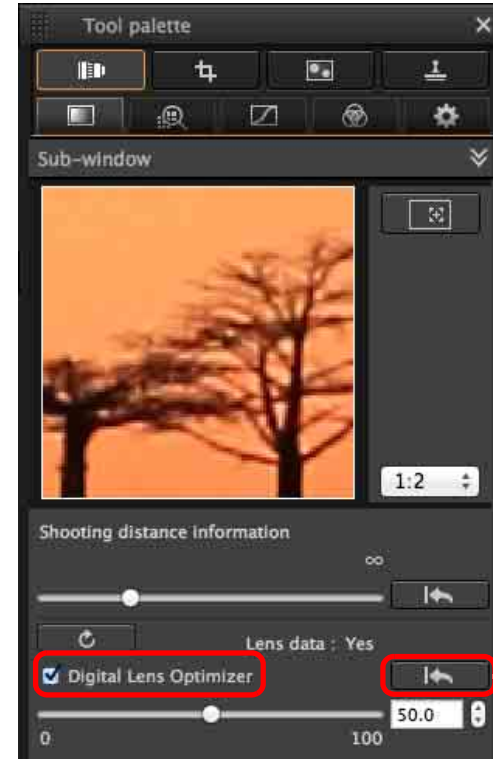 Tool palette
Sub-window
1:2
Shooting distance information
∞
Lens data : Yes
Digital Lens Optimizer
50.0
0 100